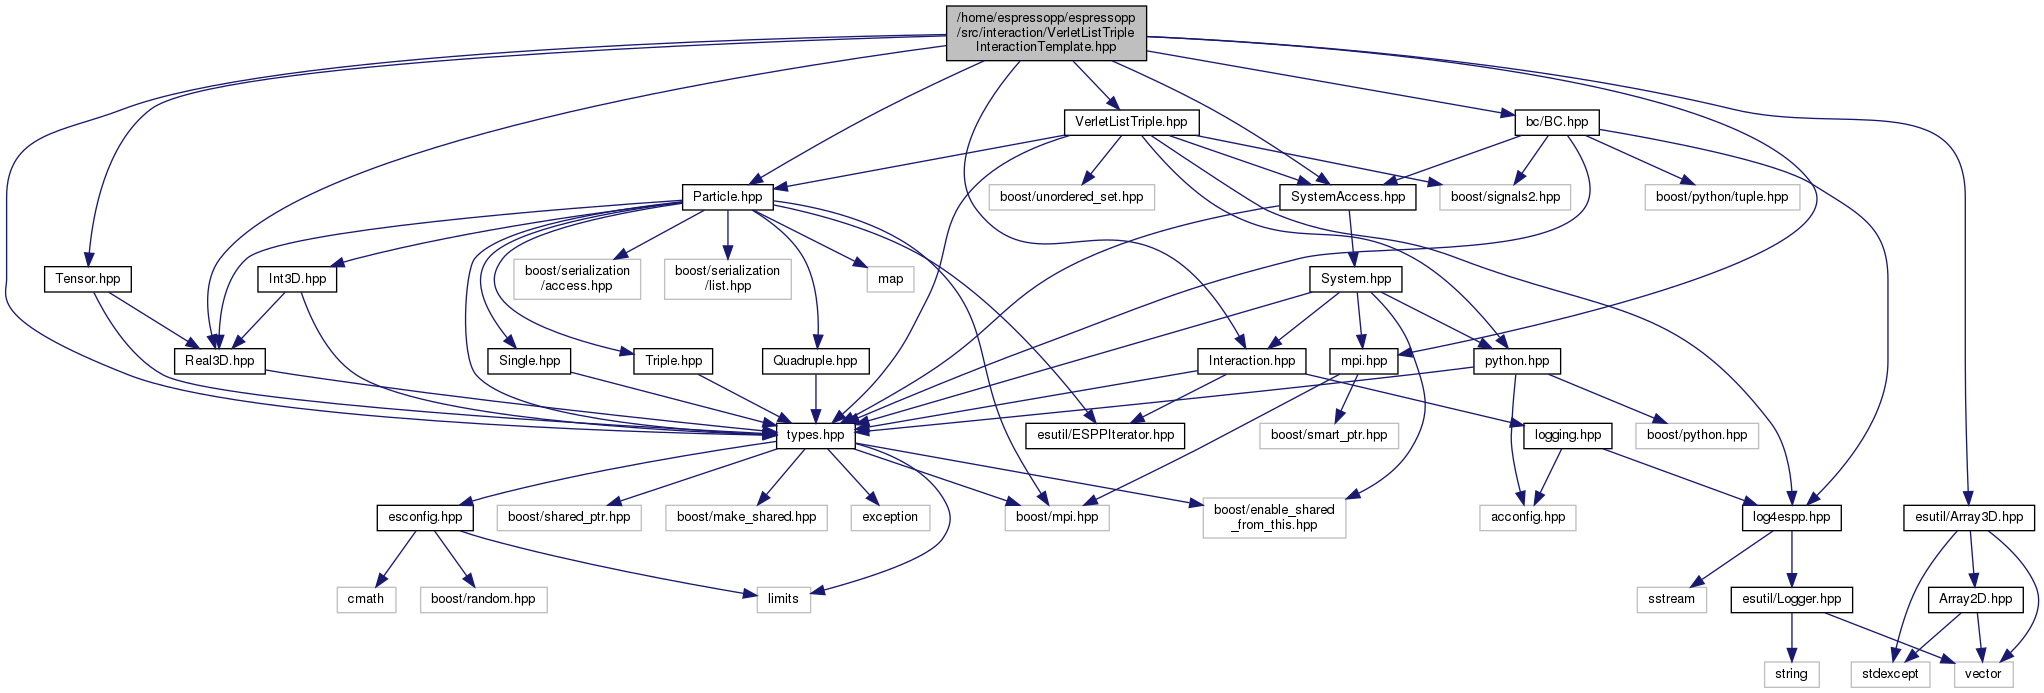 /home/espressopp/espressopp
/src/interaction/VerletListTriple
InteractionTemplate.hpp
VerletListTriple.hpp
bc/BC.hpp
Particle.hpp
boost/unordered_set.hpp
SystemAccess.hpp
boost/signals2.hpp
boost/python/tuple.hpp
Tensor.hpp
Int3D.hpp
boost/serialization
/access.hpp
boost/serialization
/list.hpp
map
System.hpp
Real3D.hpp
Single.hpp
Triple.hpp
Quadruple.hpp
Interaction.hpp
mpi.hpp
python.hpp
types.hpp
esutil/ESPPIterator.hpp
boost/smart_ptr.hpp
logging.hpp
boost/python.hpp
esconfig.hpp
boost/shared_ptr.hpp
boost/make_shared.hpp
exception
boost/mpi.hpp
boost/enable_shared
_from_this.hpp
acconfig.hpp
log4espp.hpp
esutil/Array3D.hpp
cmath
boost/random.hpp
limits
sstream
esutil/Logger.hpp
Array2D.hpp
string
stdexcept
vector